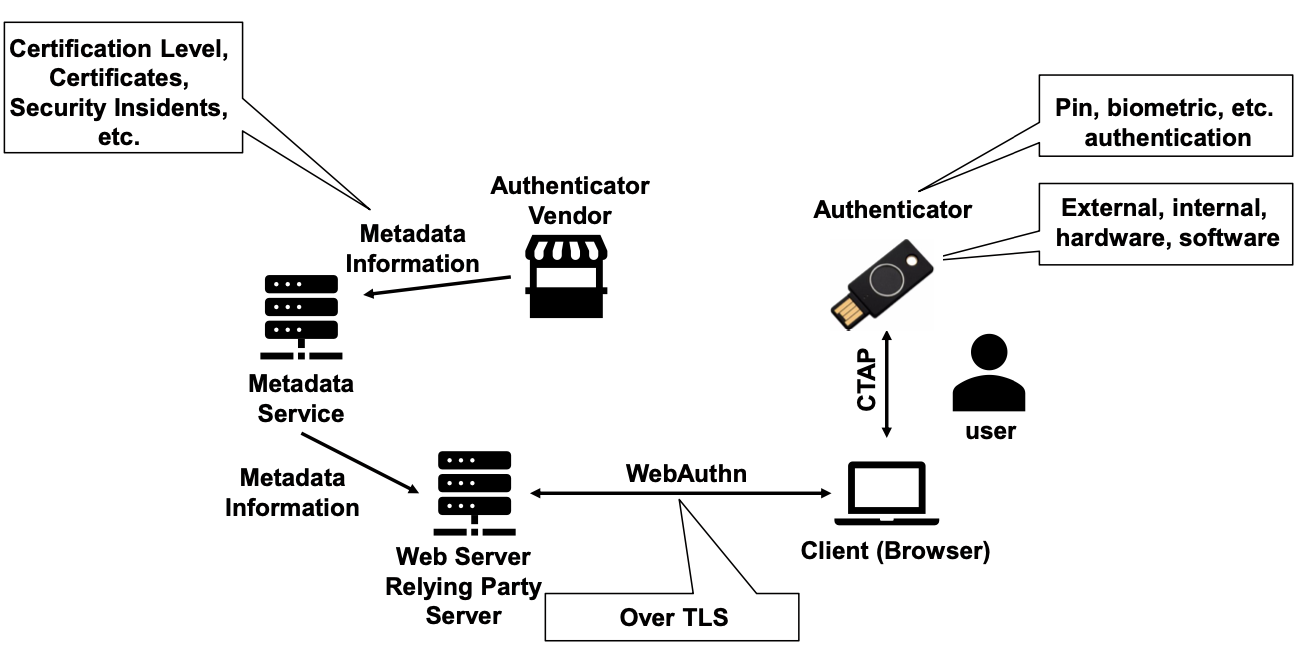 Certification Level,
Certificates,
Security Insidents,
etc.
Pin, biometric, etc.
authentication
Authenticator
Vendor
Authenticator
External, internal,
hardware, software
Metadata
Information
CTAP
Metadata
Service
user
Metadata
Information
WebAuthn
Client (Browser)
Web Server
Relying Party
Server
Over TLS